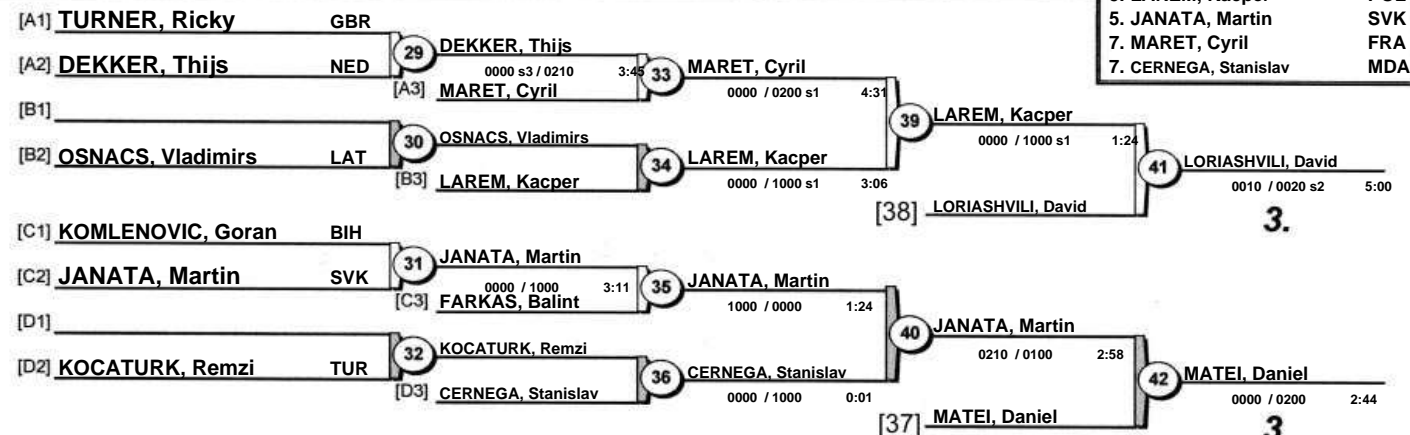 [A1] TURNER, Ricky GBR
[A2] DEKKER, Thijs NED
29 DEKKER, Thijs
0000 s3 / 0210 3:45
[A3] MARET, Cyril
33 MARET, Cyril
0000 / 0200 s1 4:31
[B1]
[B2] OSNACS, Vladimirs LAT
30 OSNACS, Vladimirs
[B3] LAREM, Kacper
34 LAREM, Kacper
0000 / 1000 s1 3:06
39 LAREM, Kacper
0000 / 1000 s1 1:24
[38] LORIASHVILI, David
41 LORIASHVILI, David
0010 / 0020 s2 5:00
3.
[C1] KOMLENOVIC, Goran BIH
[C2] JANATA, Martin SVK
31 JANATA, Martin
0000 / 1000 3:11
[C3] FARKAS, Balint
35 JANATA, Martin
1000 / 0000 1:24
[D1]
[D2] KOCATURK, Remzi TUR
32 KOCATURK, Remzi
[D3] CERNEGA, Stanislav
36 CERNEGA, Stanislav
0000 / 1000 0:01
40 JANATA, Martin
0210 / 0100 2:58
[37] MATEI, Daniel
42 MATEI, Daniel
0000 / 0200 2:44
3
5. JANATA, Martin SVK
7. MARET, Cyril FRA
7. CERNEGA, Stanislav MDA